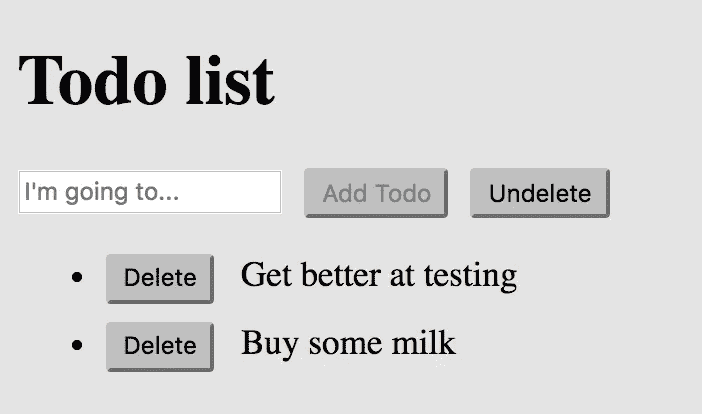 Todo list
I'm going to... Add Todo Undelete
Delete Get better at testing
Delete Buy some milk